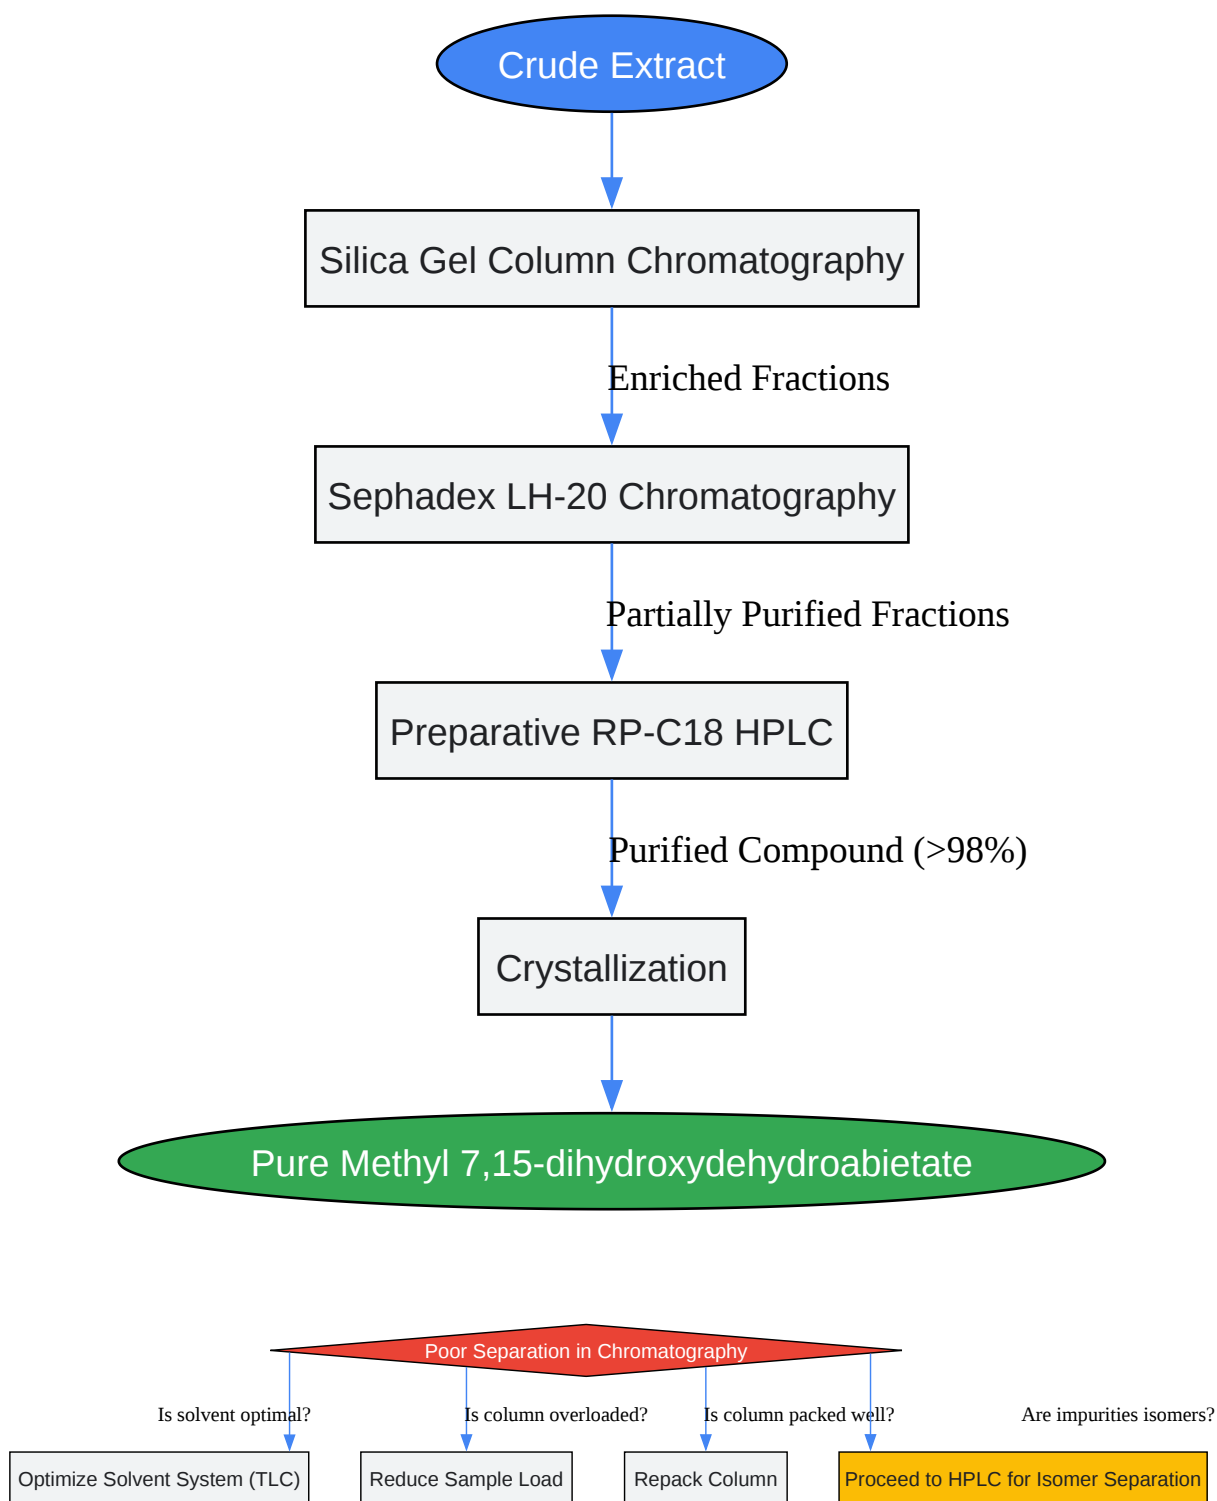 Crude Extract
Silica Gel Column Chromatography
Enriched Fractions
Sephadex LH-20 Chromatography
Partially Purified Fractions
Preparative RP-C18 HPLC
Purified Compound (>98%)
Crystallization
Pure Methyl 7,15-dihydroxydehydroabietate
Poor Separation in Chromatography
Is solvent optimal?
Is column overloaded?
Is column packed well?
Are impurities isomers?
Optimize Solvent System (TLC)
Reduce Sample Load
Repack Column
Proceed to HPLC for Isomer Separation